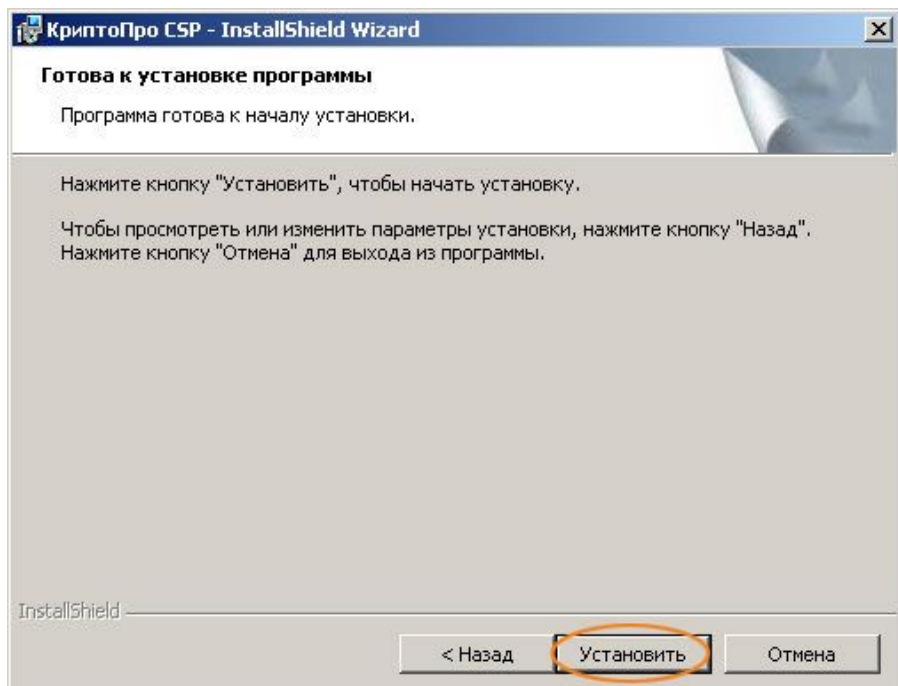 КриптоПро CSP - InstallShield Wizard
Готова к установке программы
Программа готова к началу установки.
Нажмите кнопку "Установить", чтобы начать установку.
Чтобы просмотреть или изменить параметры установки, нажмите кнопку "Назад".
Нажмите кнопку "Отмена" для выхода из программы.
InstallShield
< Назад
Установить
Отмена